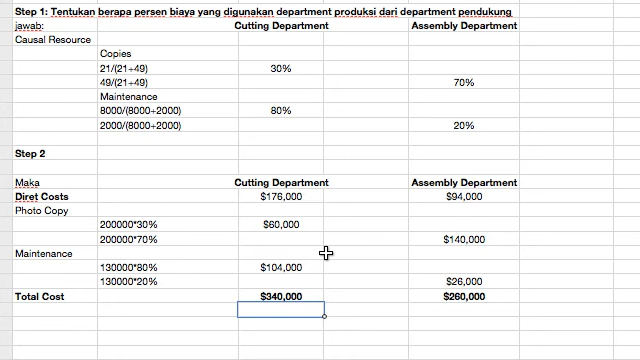 Step 1: Tentukan berapa persen biaya yang digunakan department produksi dari department pendukung
jawab: Cutting Department Assembly Department
Causal Resource
Copies
21/(21+49) 30%
49/(21+49) 70%
Maintenance
8000/(8000+2000) 80%
2000/(8000+2000) 20%
Step 2
Maka Cutting Department Assembly Department
Diret Costs $176,000 $94,000
Photo Copy
200000*30% $60,000
200000*70% $140,000
Maintenance
130000*80% $104,000
130000*20% $26,000
Total Cost $340,000 $260,000